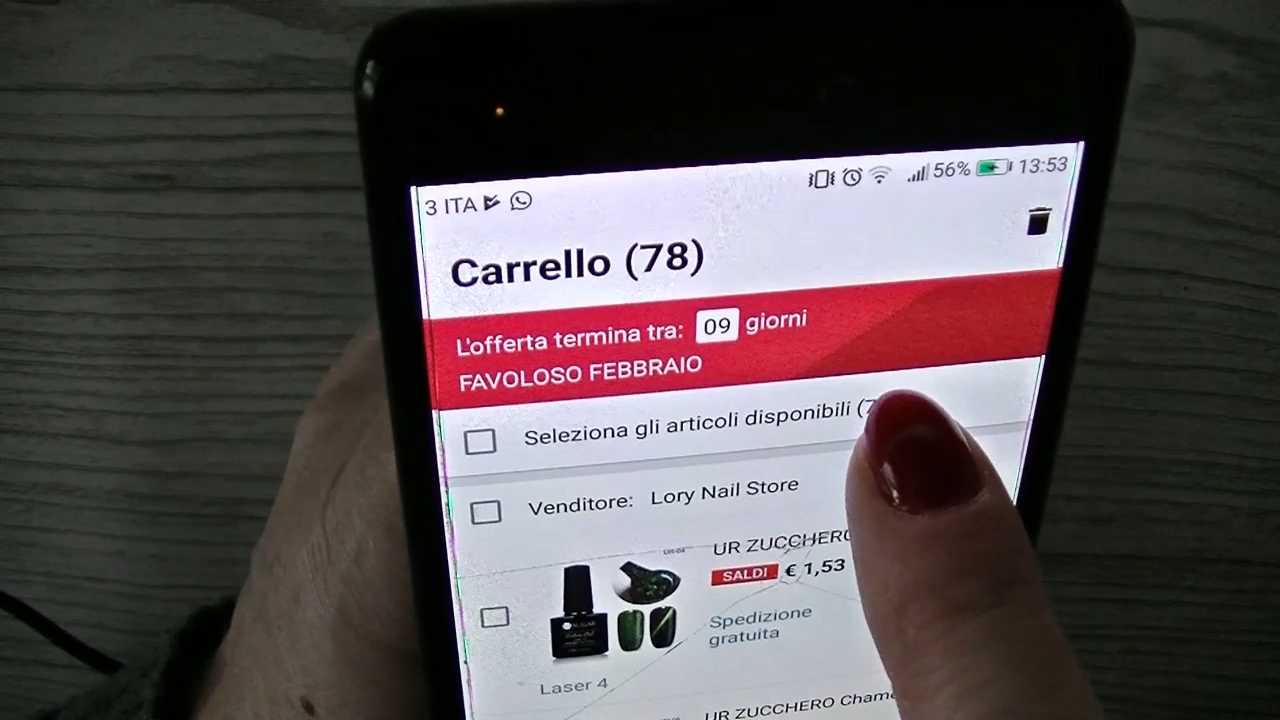 3 ITA 56% 13:53
Carrello (78)
L'offerta termina tra: 09 giorni
FAVOLOSO FEBBRAIO
Seleziona gli articoli disponibili (7
Venditore: Lory Nail Store
UR ZUCCHERO
SALDI € 1,53
Spedizione
gratuita
Laser 4
UR ZUCCHERO